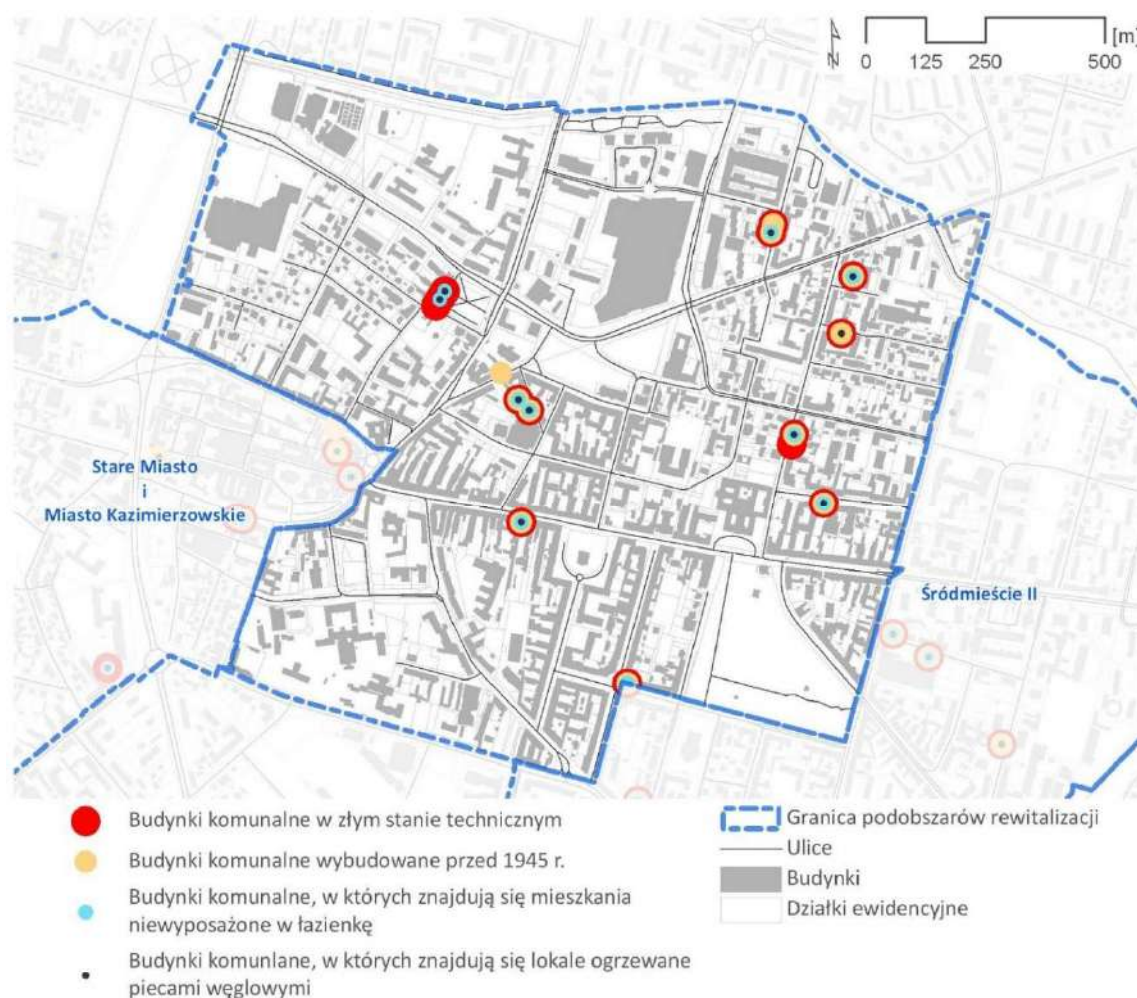 N
[m]
0 125 250 500
Stare Miasto
i
Miasto Kazimierzowskie
Śródmieście II
Budynki komunalne w złym stanie technicznym
Budynki komunalne wybudowane przed 1945 r.
Budynki komunalne, w których znajdują się mieszkania
niewyposażone w łazienkę
Budynki komunlane, w których znajdują się lokale ogrzewane
piecami węglowymi
Granica podobszarów rewitalizacji
Ulice
Budynki
Działki ewidencyjne